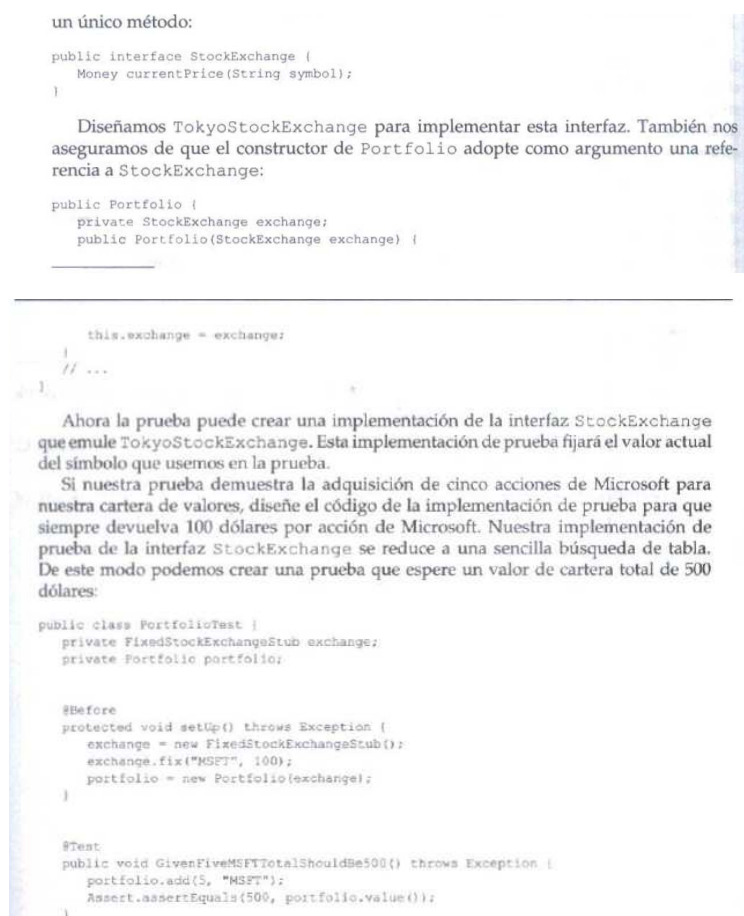 un único método:
public interface StockExchange {
Money currentPrice(String symbol);
}
Diseñamos TokyoStockExchange para implementar esta interfaz. También nos
aseguramos de que el constructor de Portfolio adopte como argumento una refe-
rencia a StockExchange:
public Portfolio {
private StockExchange exchange;
public Portfolio(StockExchange exchange) {
this.exchange = exchange;
}
// ...
}
Ahora la prueba puede crear una implementación de la interfaz StockExchange
que emule TokyoStockExchange. Esta implementación de prueba fijará el valor actual
del símbolo que usemos en la prueba.
Si nuestra prueba demuestra la adquisición de cinco acciones de Microsoft para
nuestra cartera de valores, diseñe el código de la implementación de prueba para que
siempre devuelva 100 dólares por acción de Microsoft. Nuestra implementación de
prueba de la interfaz StockExchange se reduce a una sencilla búsqueda de tabla.
De este modo podemos crear una prueba que espere un valor de cartera total de 500
dólares:
public class PortfolioTest {
private FixedStockExchangeStub exchange;
private Portfolio portfolio;
@Before
protected void setUp() throws Exception {
exchange = new FixedStockExchangeStub();
exchange.fix("MSFT", 100);
portfolio = new Portfolio(exchange);
}
@Test
public void GivenFiveMSFTTotalShouldBe500() throws Exception {
portfolio.add(5, "MSFT");
Assert.assertEquals(500, portfolio.value());
}